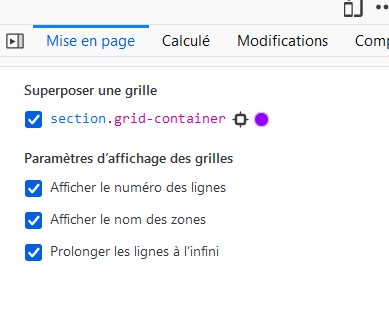 Mise en page Calculé Modifications Comp
Superposer une grille
section.grid-container
Paramètres d’affichage des grilles
Afficher le numéro des lignes
Afficher le nom des zones
Prolonger les lignes à l’infini